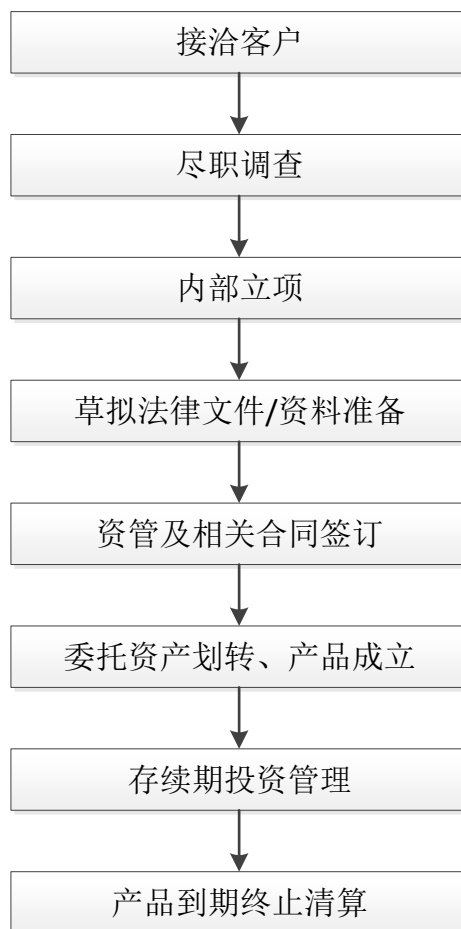 接洽客户
尽职调查
内部立项
草拟法律文件/资料准备
资管及相关合同签订
委托资产划转、产品成立
存续期投资管理
产品到期终止清算